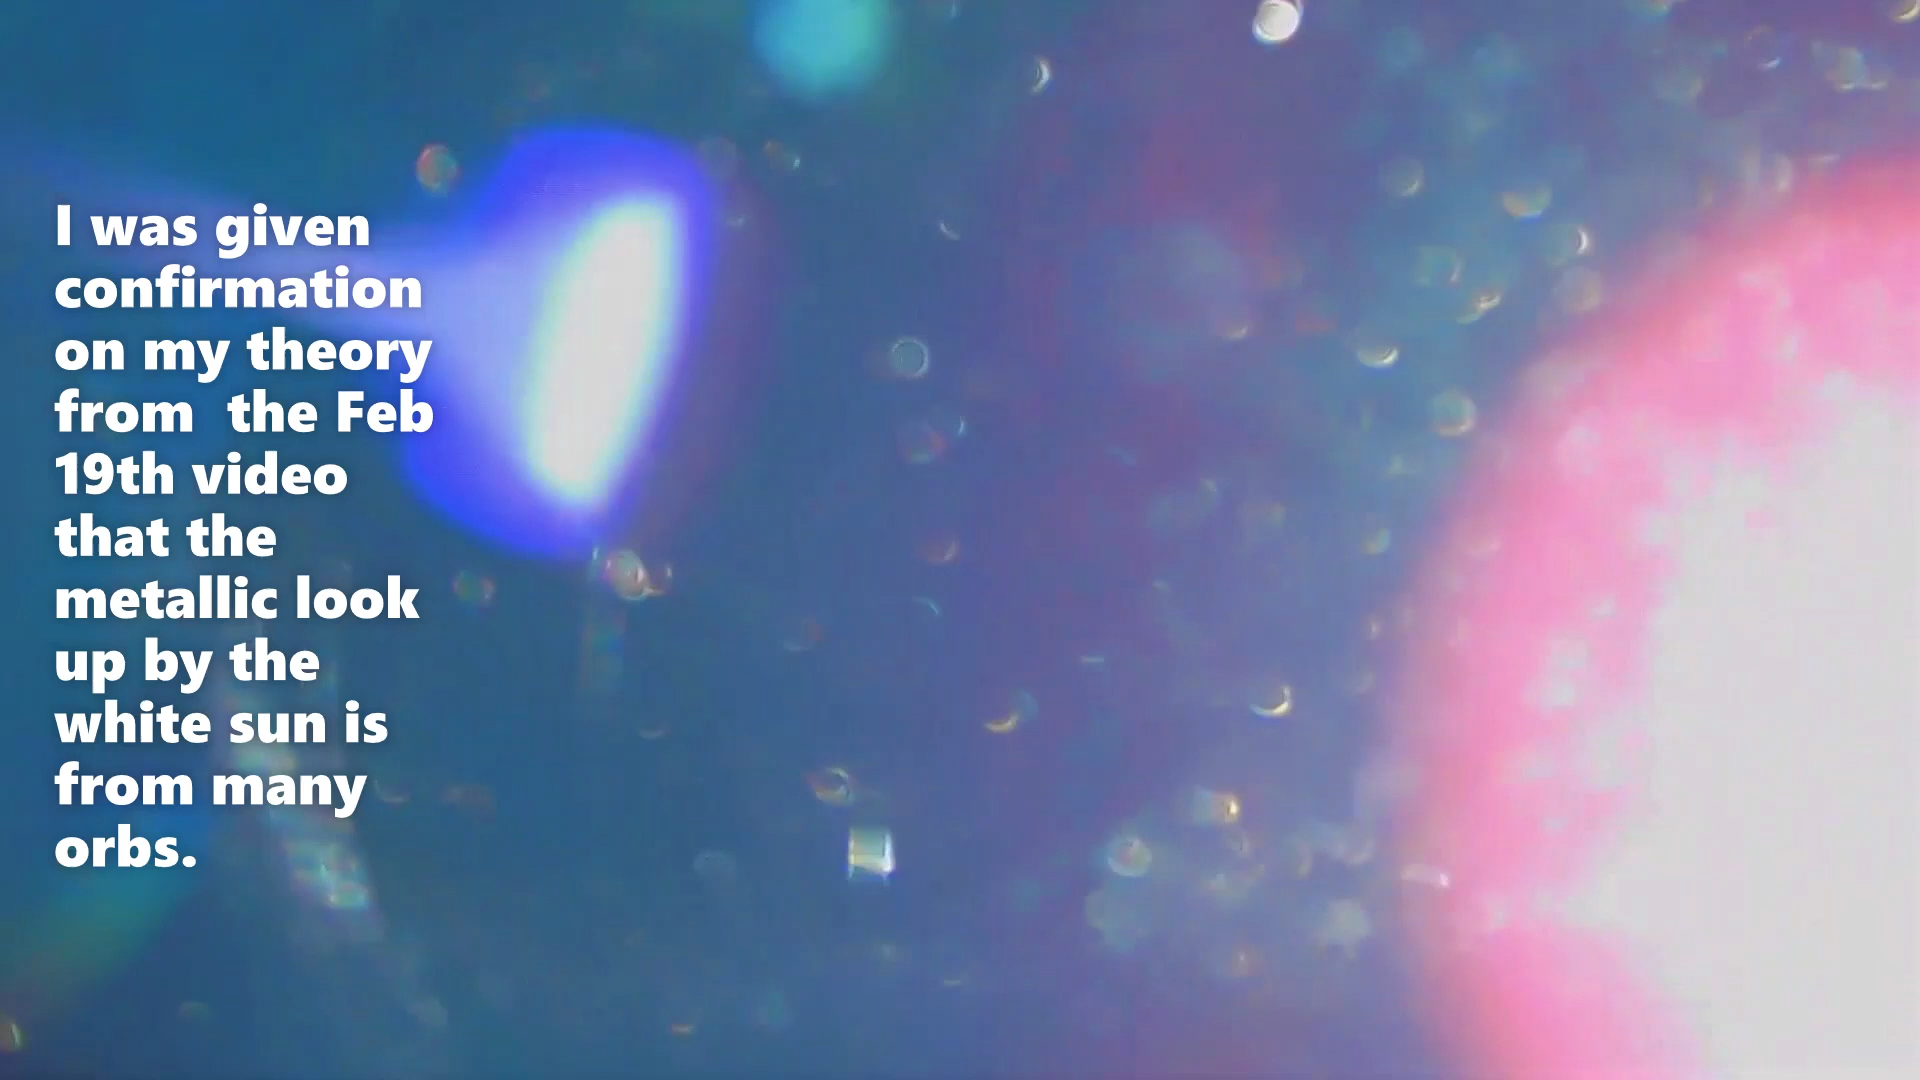 I was given
confirmation
on my theory
from  the Feb
19th video
that the
metallic look
up by the
white sun is
from many
orbs.